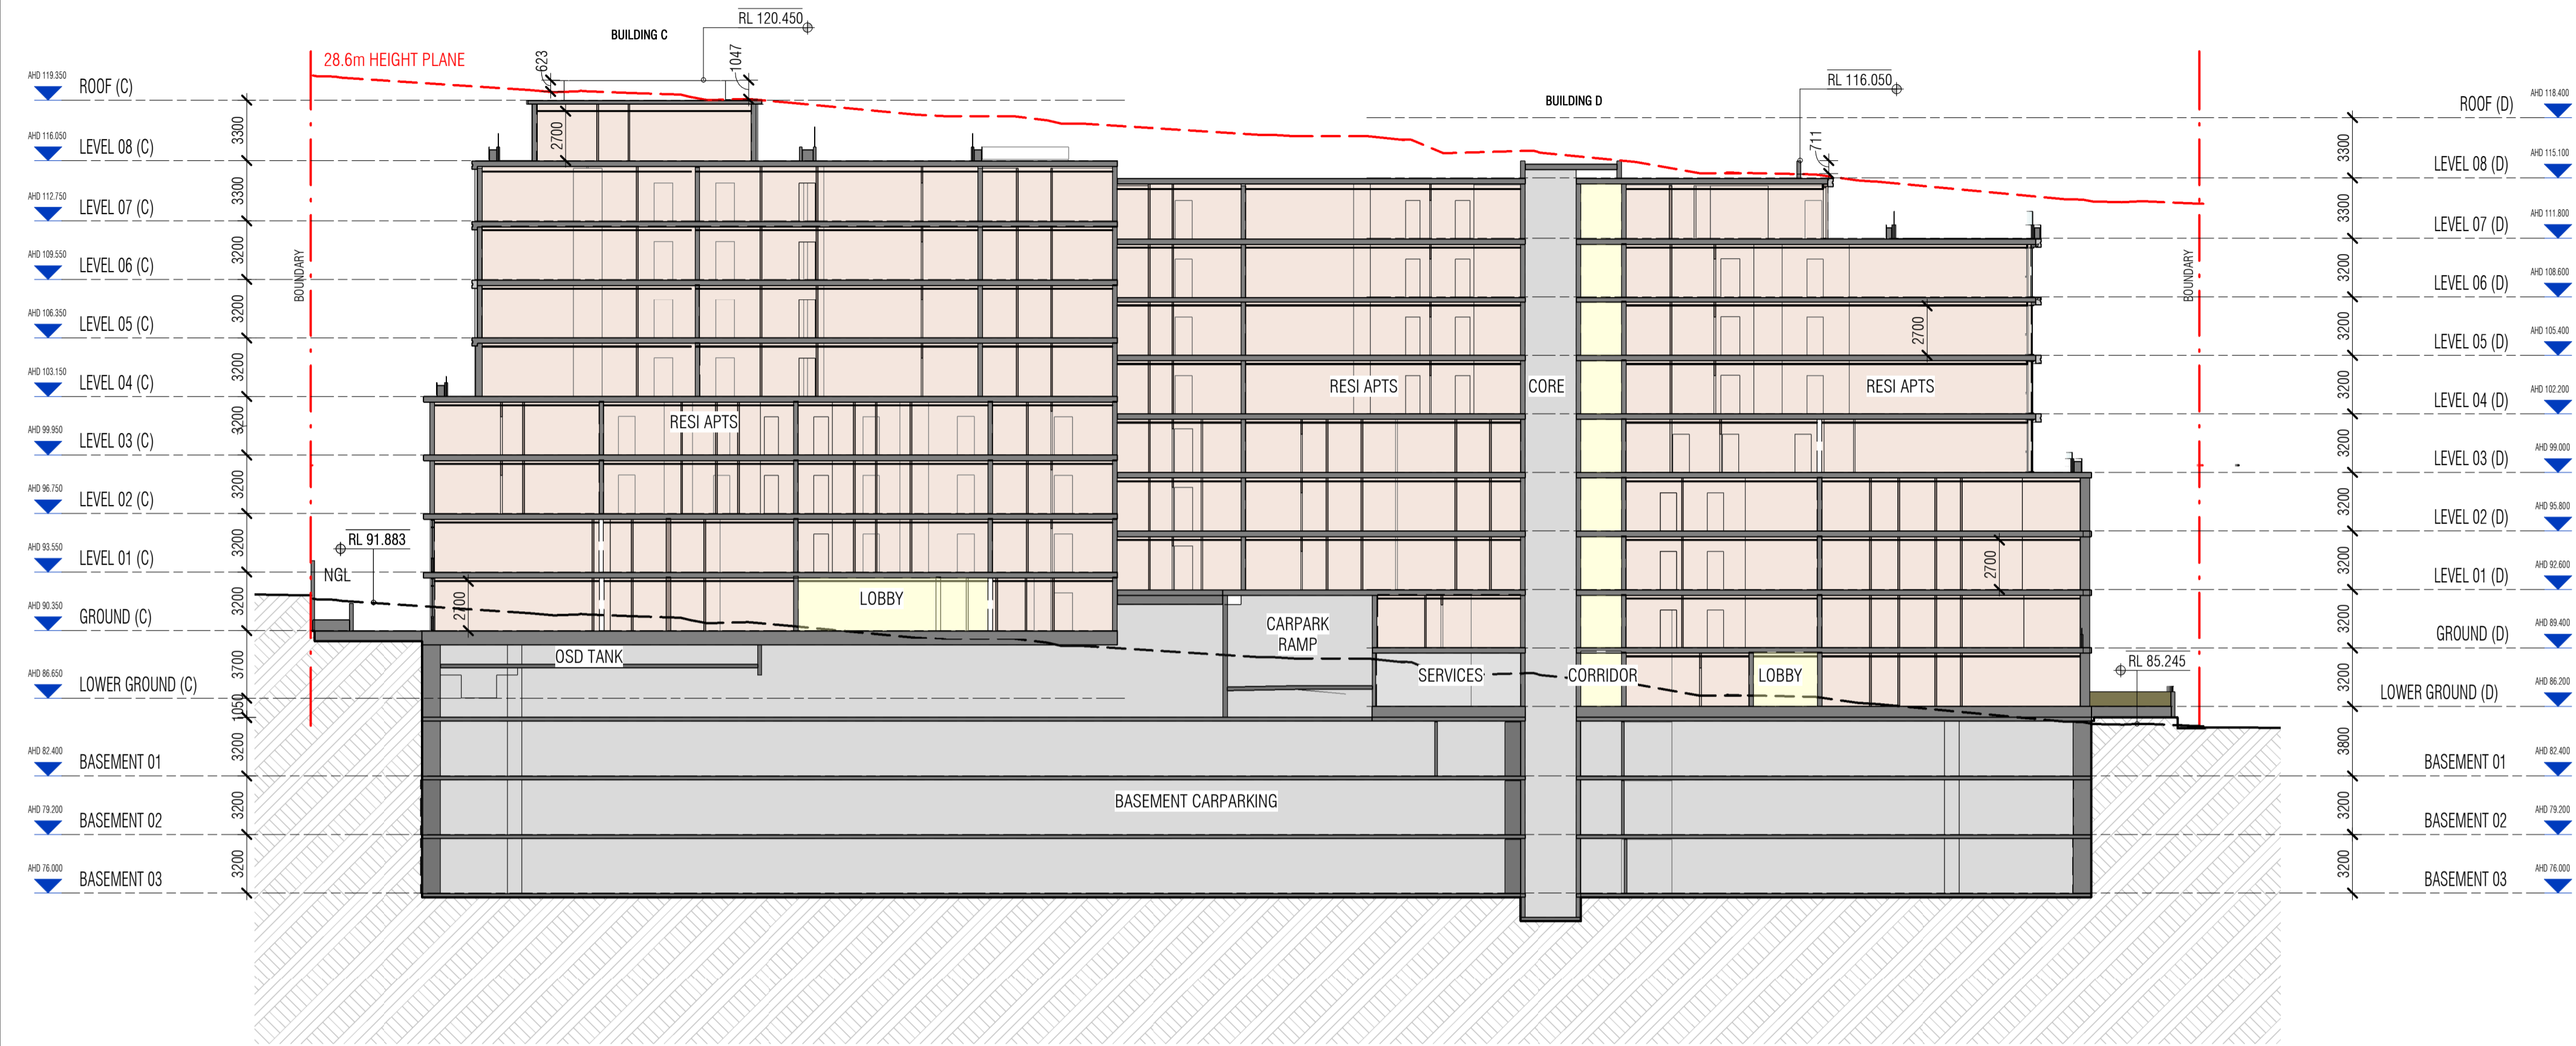 RL 120.450
BUILDING C
28.6m HEIGHT PLANE
623
1047
RL 116.050
BUILDING D
711
AHD 119.350
ROOF (C)
3300
2700
AHD 116.050
LEVEL 08 (C)
3300
AHD 112.750
LEVEL 07 (C)
3200
AHD 109.550
LEVEL 06 (C)
3200
AHD 106.350
LEVEL 05 (C)
3200
AHD 103.150
LEVEL 04 (C)
3200
AHD 99.950
LEVEL 03 (C)
3200
AHD 96.750
LEVEL 02 (C)
3200
AHD 93.550
LEVEL 01 (C)
3200
AHD 90.350
GROUND (C)
3700
AHD 86.650
LOWER GROUND (C)
1050
3200
AHD 82.400
BASEMENT 01
3200
AHD 79.200
BASEMENT 02
3200
AHD 76.000
BASEMENT 03
BOUNDARY
RL 91.883
NGL
2700
RESI APTS
LOBBY
OSD TANK
RESI APTS
CORE
RESI APTS
2700
2700
CARPARK
RAMP
SERVICES
CORRIDOR
LOBBY
BASEMENT CARPARKING
BOUNDARY
RL 85.245
ROOF (D)
AHD 118.400
3300
LEVEL 08 (D)
AHD 115.100
3300
LEVEL 07 (D)
AHD 111.800
3200
LEVEL 06 (D)
AHD 108.600
3200
LEVEL 05 (D)
AHD 105.400
3200
LEVEL 04 (D)
AHD 102.200
3200
LEVEL 03 (D)
AHD 99.000
3200
LEVEL 02 (D)
AHD 95.800
3200
LEVEL 01 (D)
AHD 92.600
3200
GROUND (D)
AHD 89.400
3200
LOWER GROUND (D)
AHD 86.200
3800
BASEMENT 01
AHD 82.400
3200
BASEMENT 02
AHD 79.200
3200
BASEMENT 03
AHD 76.000